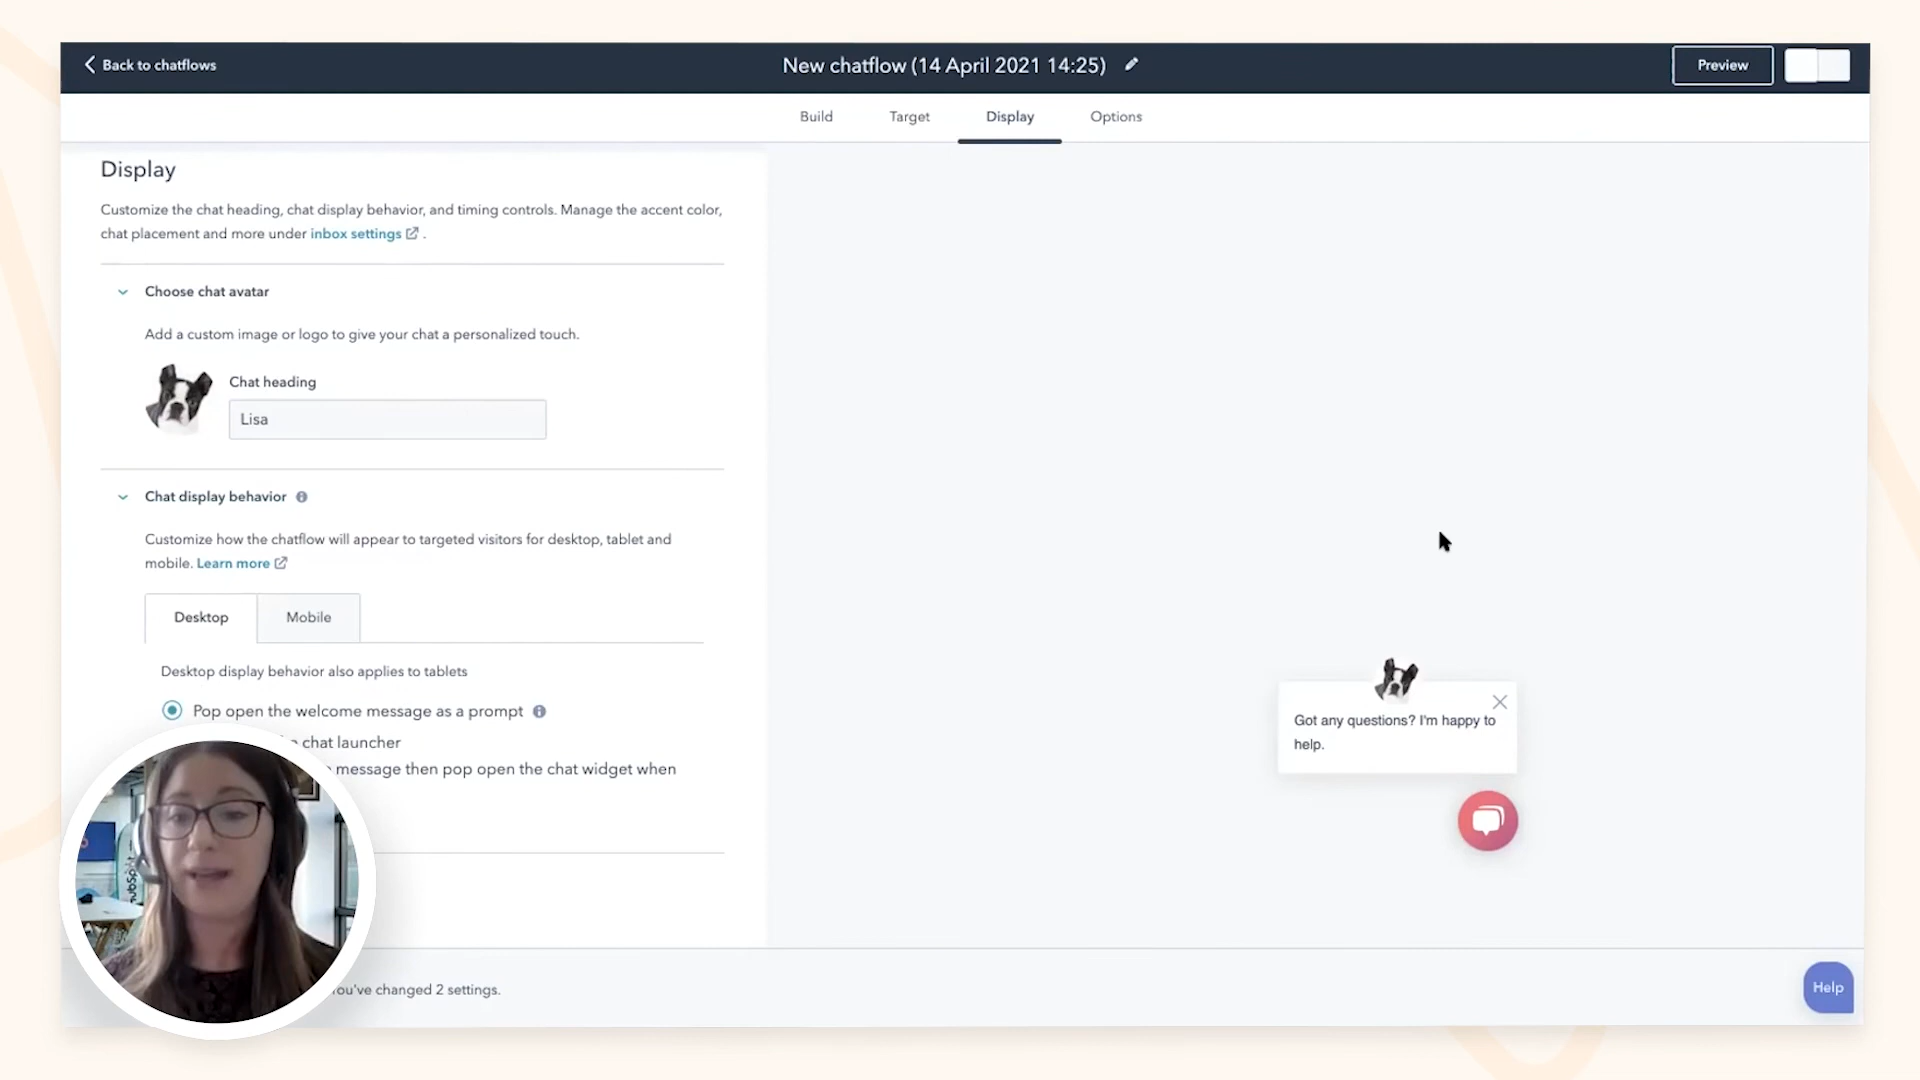 Back to chatflows
New chatflow (14 April 2021 14:25)
Preview
Build
Target
Display
Options
Display
Customize the chat heading, chat display behavior, and timing controls. Manage the accent color,
chat placement and more under inbox settings .
Choose chat avatar
Add a custom image or logo to give your chat a personalized touch.
Chat heading
Lisa
Chat display behavior
Customize how the chatflow will appear to targeted visitors for desktop, tablet and
mobile. Learn more
Desktop
Mobile
Desktop display behavior also applies to tablets
Pop open the welcome message as a prompt
chat launcher
message then pop open the chat widget when
Got any questions? I'm happy to
help.
changed 2 settings.
Help